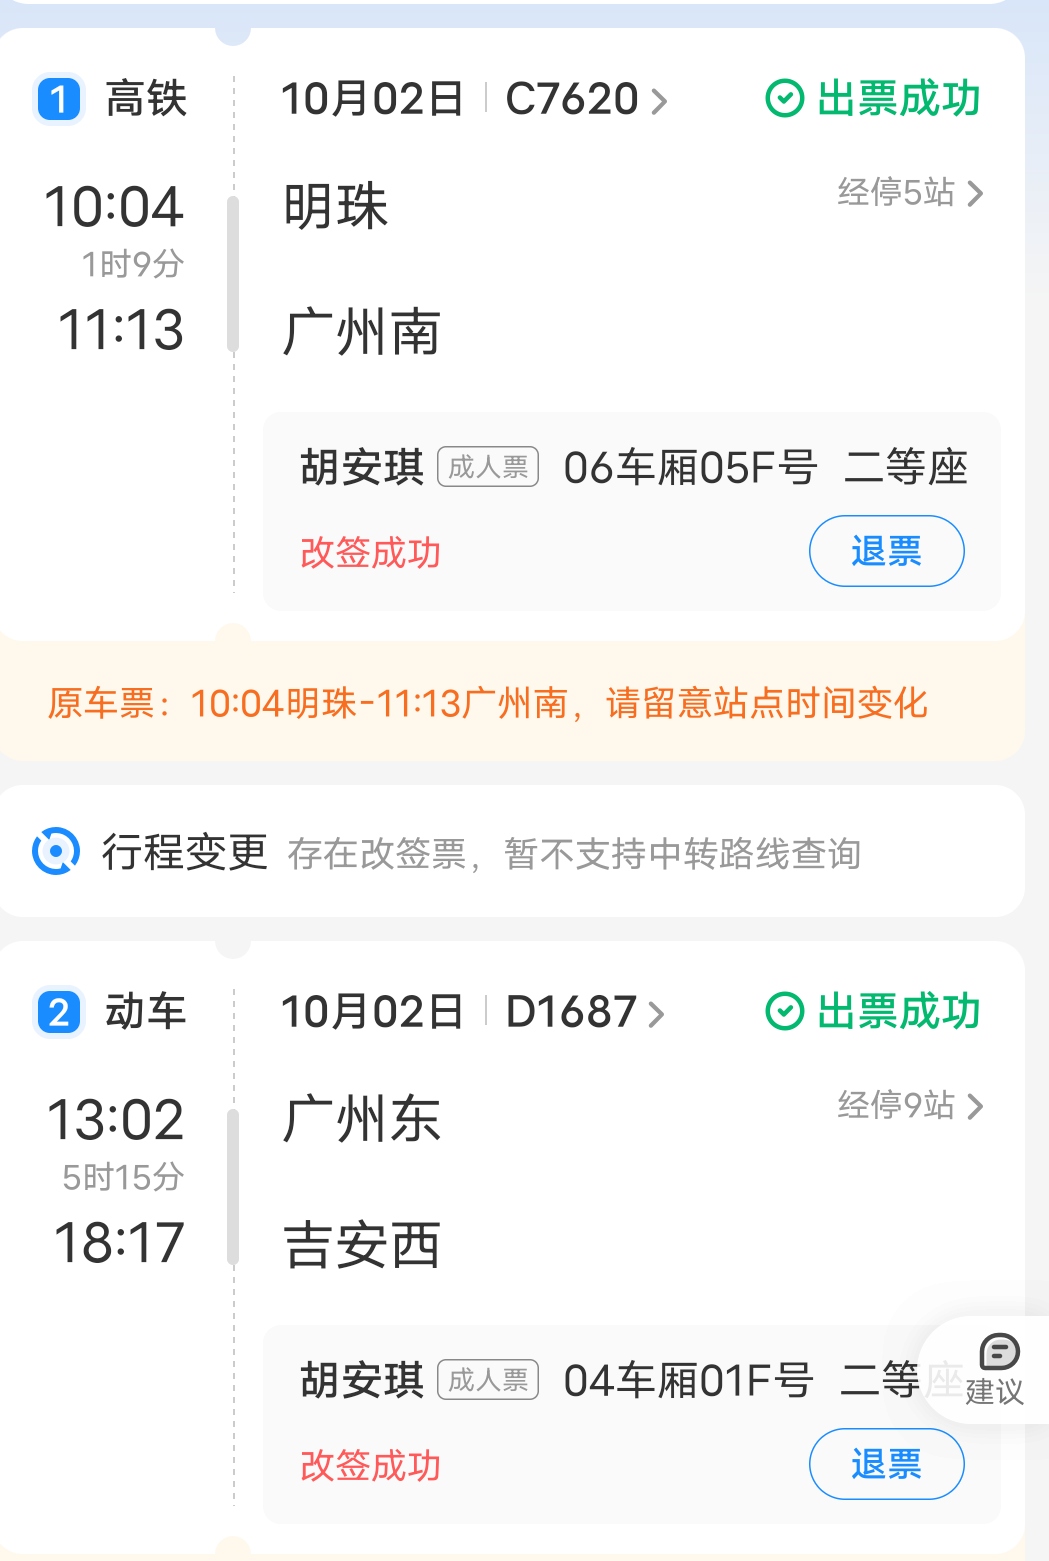 1 高铁 10月02日 C7620 出票成功
10:04 明珠 经停5站
1时9分
11:13 广州南
胡安琪 成人票 06车厢05F号 二等座
改签成功 退票
原车票：10:04明珠-11:13广州南，请留意站点时间变化
行程变更 存在改签票，暂不支持中转路线查询
2 动车 10月02日 D1687 出票成功
13:02 广州东 经停9站
5时15分
18:17 吉安西
胡安琪 成人票 04车厢01F号 二等座
建议
改签成功 退票